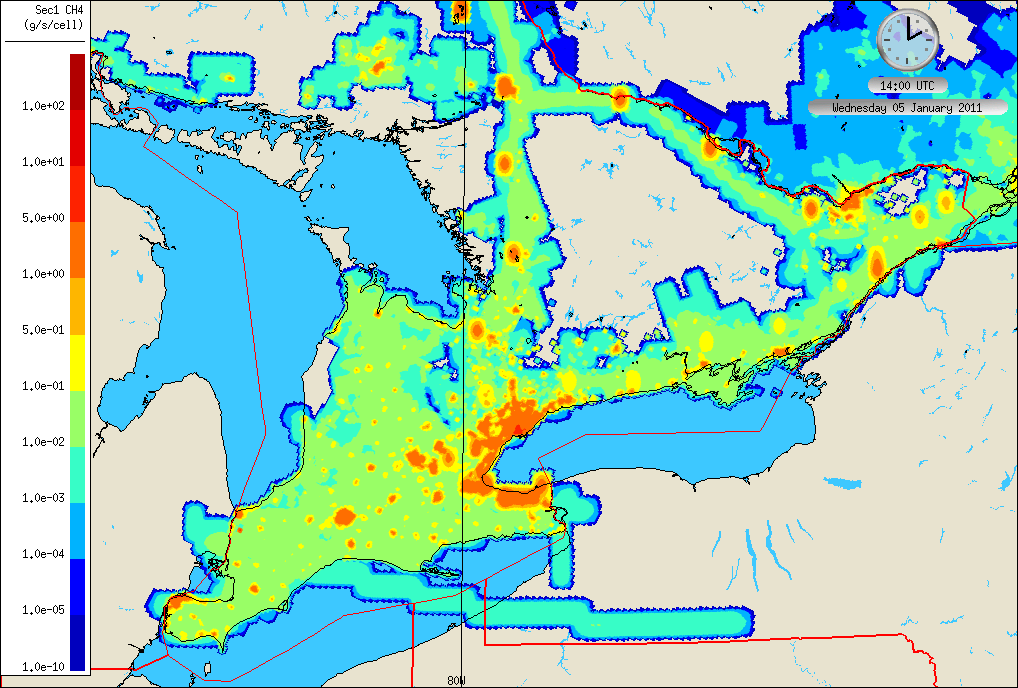 Sec1 CH4
(g/s/cell)
1.0e+02
1.0e+01
5.0e+00
1.0e+00
5.0e-01
1.0e-01
1.0e-02
1.0e-03
1.0e-04
1.0e-05
1.0e-10
14:00 UTC
Wednesday 05 January 2011
80W